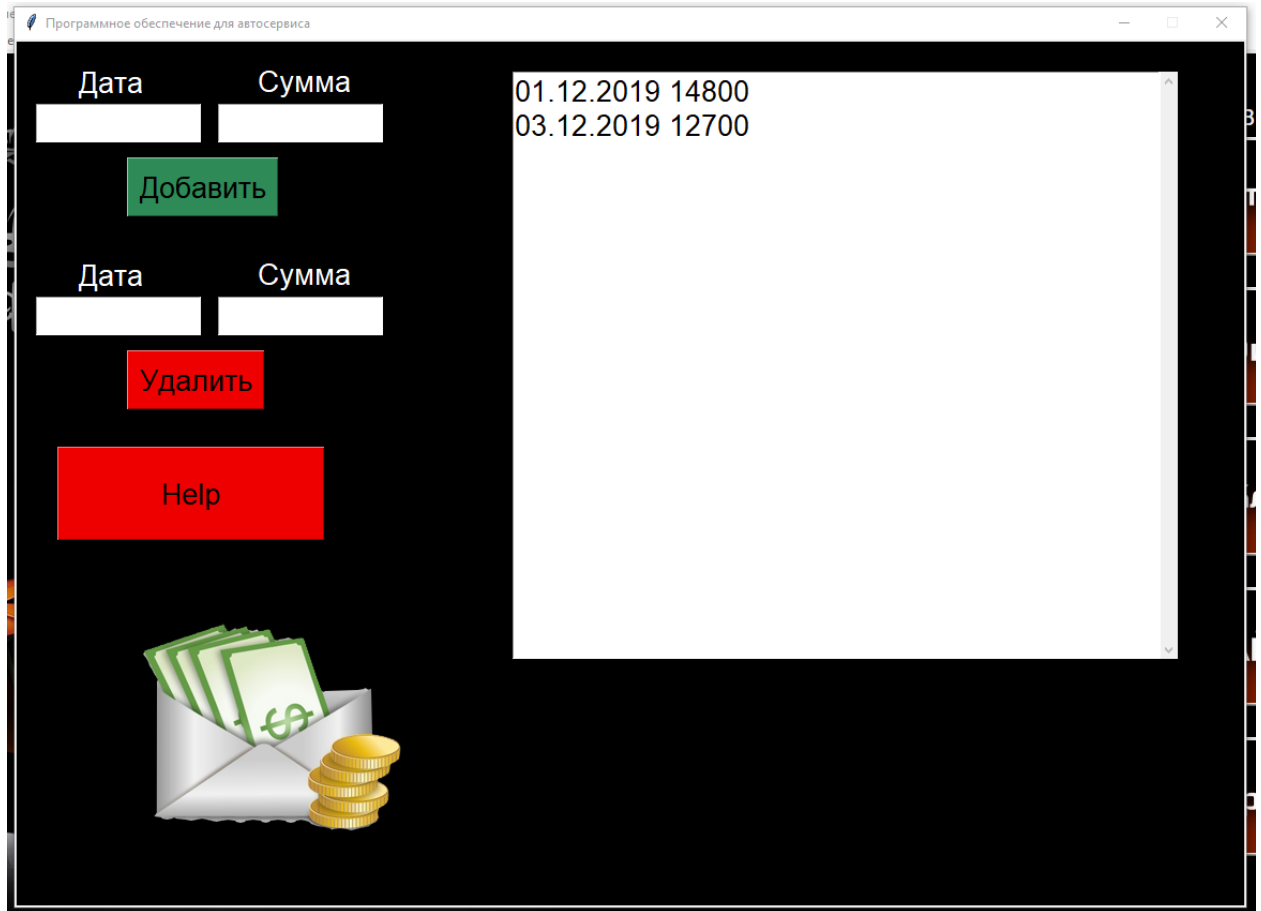 Программное обеспечение для автосервиса
Дата Сумма
Добавить
Дата Сумма
Удалить
Help
01.12.2019 14800
03.12.2019 12700